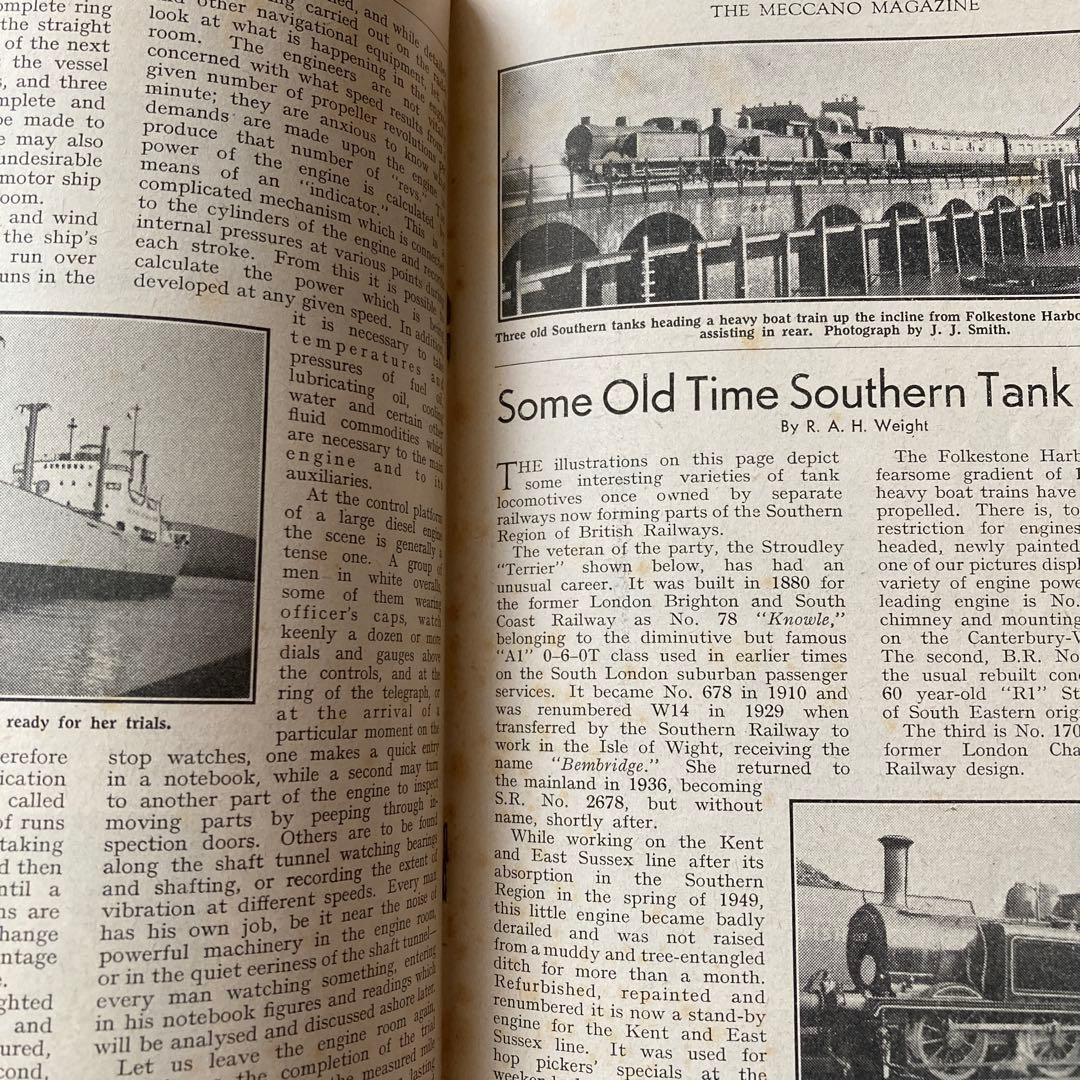 omplete ring
the straight
of the next
the vessel
s, and three
mplete and
be made to
e may also
undesirable
motor ship
oom.
and wind
the ship's
run over
uns in the
ready for her trials.
erefore
ication
called
of runs
taking
d then
ntil a
ns are
hange
ntage
ghted
and
ured,
cond,
ing carried out on the
and other navigational equipment, let
look at what is happening in the engine
room. The engineers are not vitally
concerned with what speed results from
given number of propeller revolutions per
minute; they are anxious to know
demands are made upon the engine
produce that number of "revs." The
power of the engine is calculated by
means of an "indicator." This is
complicated mechanism which is connected
to the cylinders of the engine and records
internal pressures at various points during
each stroke. From this it is possible to
calculate the power which is being
developed at any given speed. In addition,
it is necessary to take
temperatures and
pressures of fuel oil,
lubricating oil, cooling
water and certain other
fluid commodities which
are necessary to the main
engine and to its
auxiliaries.
At the control platform
of a large diesel engine
the scene is generally a
tense one. A group of
men in white overalls,
some of them wearing
officer's caps, watch
keenly a dozen or more
dials and gauges above
the controls, and at the
ring of the telegraph, or
at the arrival of a
particular moment on the
stop watches, one makes a quick entry
in a notebook, while a second may turn
to another part of the engine to inspect
moving parts by peeping through in-
spection doors. Others are to be found
along the shaft tunnel watching bearings
and shafting, or recording the extent of
vibration at different speeds. Every man
has his own job, be it near the noise of
powerful machinery in the engine room,
or in the quiet eeriness of the shaft tunnel—
every man watching something, entering
in his notebook figures and readings which
will be analysed and discussed ashore later.
Let us leave the engine room again,
the completion of the trial
the measured mile
lasting
THE MECCANO MAGAZINE
Three old Southern tanks heading a heavy boat train up the incline from Folkestone Harbo
assisting in rear. Photograph by J. J. Smith.
Some Old Time Southern Tank
By R. A. H. Weight
THE illustrations on this page depict
some interesting varieties of tank
locomotives once owned by separate
railways now forming parts of the Southern
Region of British Railways.
The veteran of the party, the Stroudley
"Terrier" shown below, has had an
unusual career. It was built in 1880 for
the former London Brighton and South
Coast Railway as No. 78 "Knowle,"
belonging to the diminutive but famous
"A1" 0-6-0T class used in earlier times
on the South London suburban passenger
services. It became No. 678 in 1910 and
was renumbered W14 in 1929 when
transferred by the Southern Railway to
work in the Isle of Wight, receiving the
name "Bembridge." She returned to
the mainland in 1936, becoming
S.R. No. 2678, but without
name, shortly after.
While working on the Kent
and East Sussex line after its
absorption in the Southern
Region in the spring of 1949,
this little engine became badly
derailed and was not raised
from a muddy and tree-entangled
ditch for more than a month.
Refurbished, repainted and
renumbered it is now a stand-by
engine for the Kent and East
Sussex line. It was used for
hop pickers' specials at the
The Folkestone Harb
fearsome gradient of
heavy boat trains have
propelled. There is, to
restriction for engines
headed, newly painted
one of our pictures disp
variety of engine powe
leading engine is No.
chimney and mounting
on the Canterbury-
The second, B.R. No
the usual rebuilt con
60 year-old "R1" St
of South Eastern orig
The third is No. 170
former London Cha
Railway design.